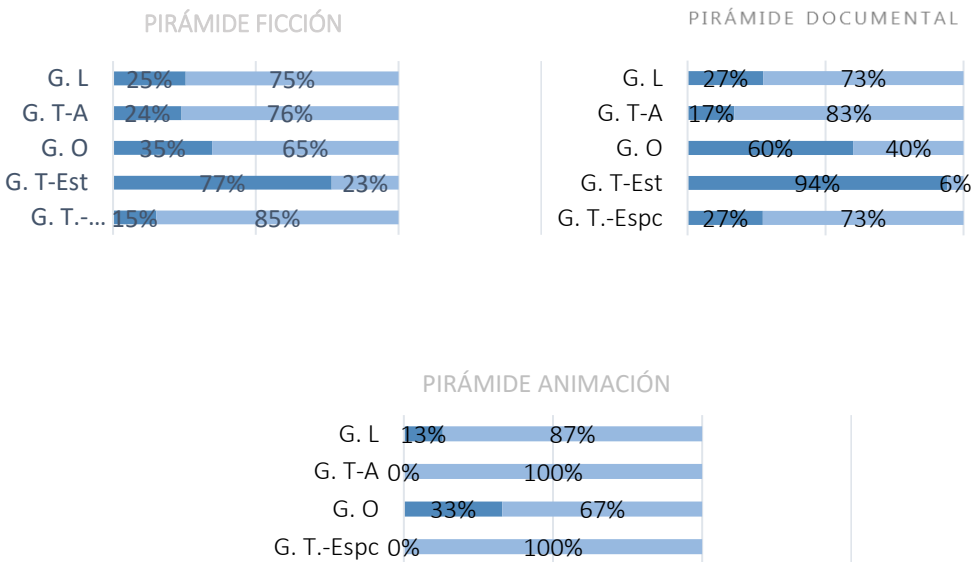 PIRÁMIDE FICCIÓN
G. L 25% 75%
G. T-A 24% 76%
G. O 35% 65%
G. T-Est 77% 23%
G. T.-... 15% 85%
PIRÁMIDE DOCUMENTAL
G. L 27% 73%
G. T-A 17% 83%
G. O 60% 40%
G. T-Est 94% 6%
G. T.-Espc 27% 73%
PIRÁMIDE ANIMACIÓN
G. L 13% 87%
G. T-A 0% 100%
G. O 33% 67%
G. T.-Espc 0% 100%